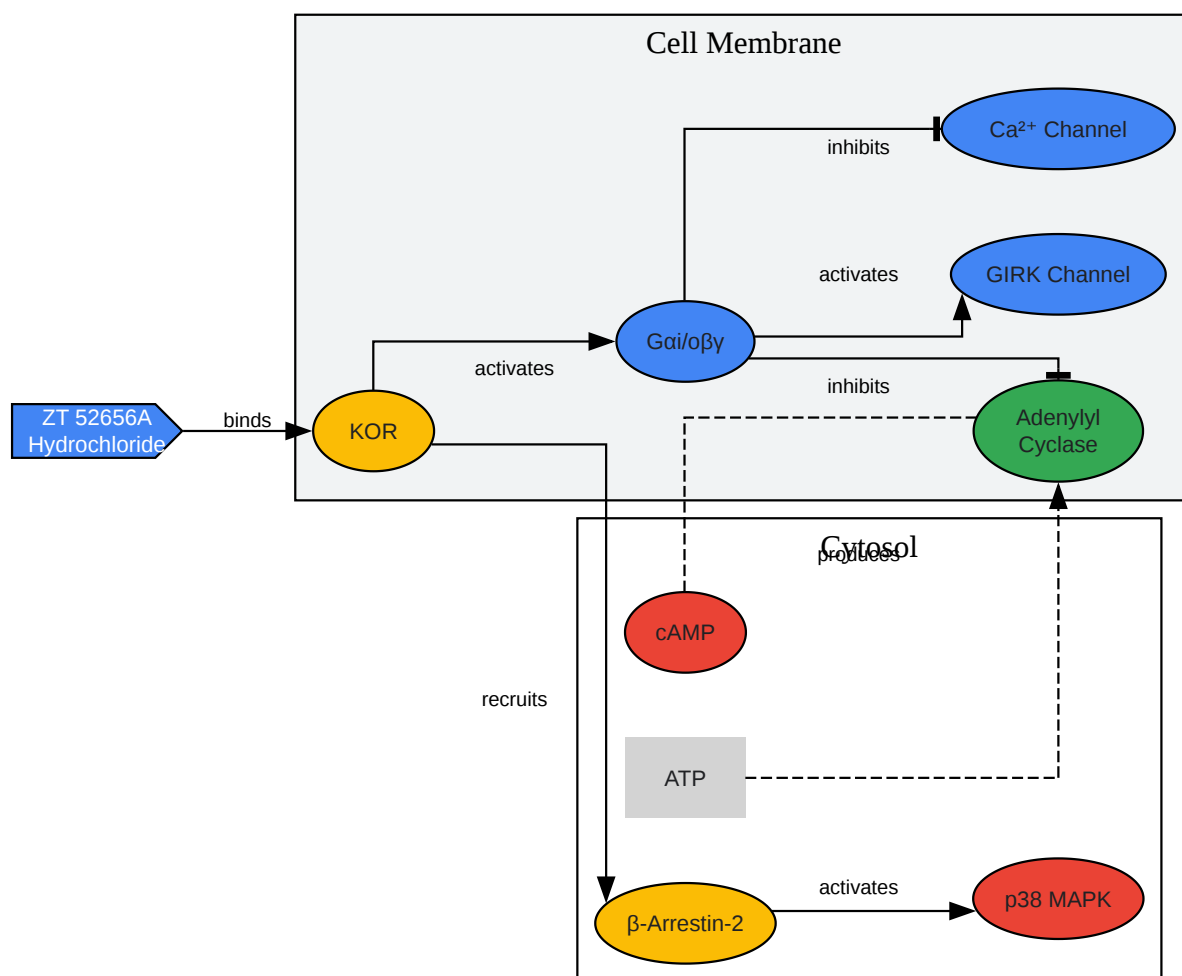 Cell Membrane
Ca²⁺ Channel
inhibits
GIRK Channel
activates
Gαi/oβγ
activates
inhibits
ZT 52656A
Hydrochloride
binds
KOR
Adenylyl
Cyclase
Cytosol
produces
cAMP
recruits
ATP
activates
p38 MAPK
β-Arrestin-2